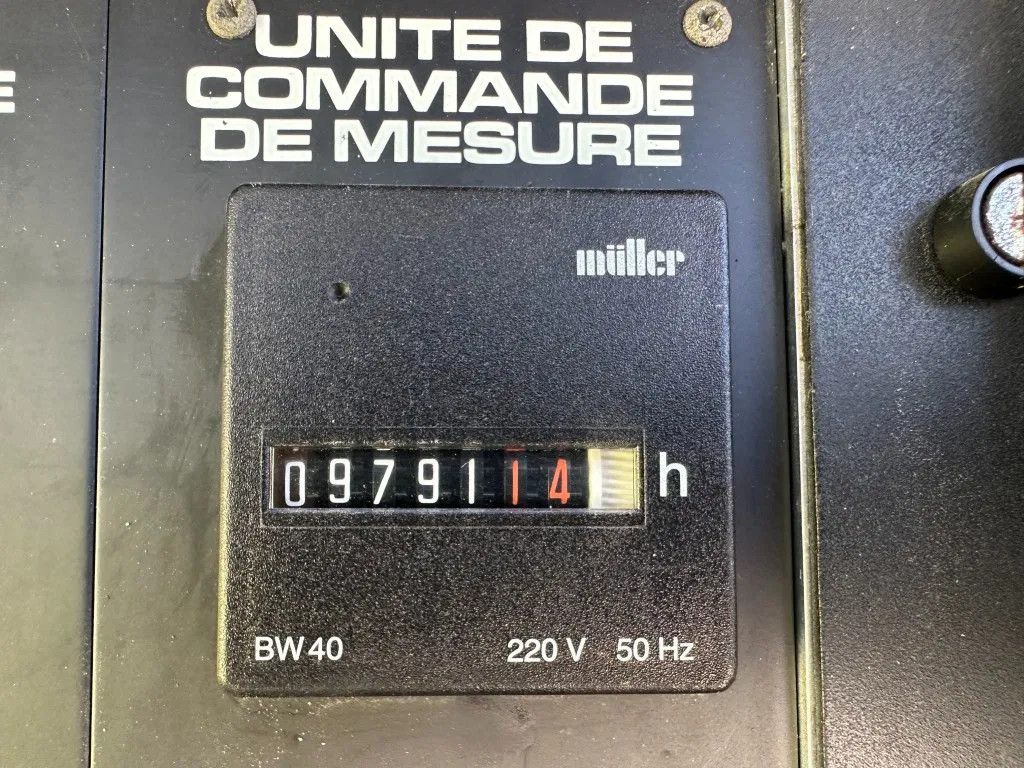 UNITE DE
COMMANDE
DE MESURE
müller
0979114 h
BW40 220 V 50 Hz
E